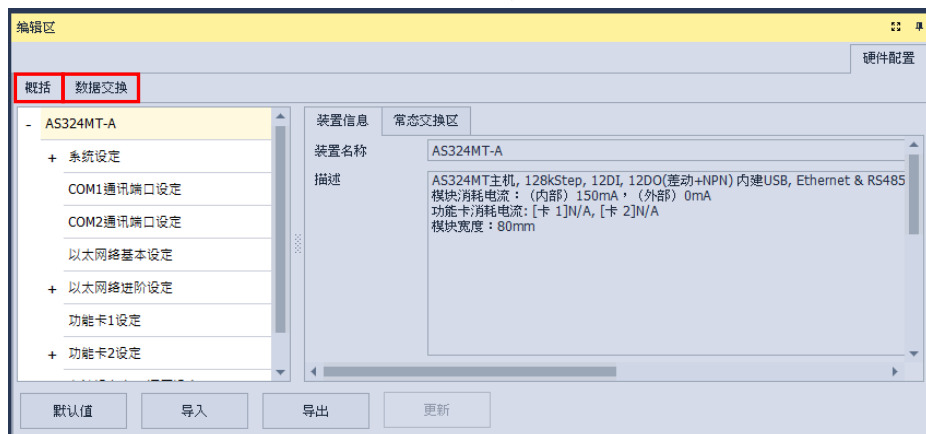 编辑区
硬件配置
概括 数据交换
- AS324MT-A
+ 系统设定
COM1通讯端口设定
COM2通讯端口设定
以太网络基本设定
+ 以太网络进阶设定
功能卡1设定
+ 功能卡2设定
装置信息 常态交换区
装置名称 AS324MT-A
描述 AS324MT主机, 128kStep, 12DI, 12DO(差动+NPN) 内建USB, Ethernet & RS485
模块消耗电流：（内部）150mA，（外部）0mA
功能卡消耗电流: [卡 1]N/A, [卡 2]N/A
模块宽度：80mm
默认值 导入 导出 更新